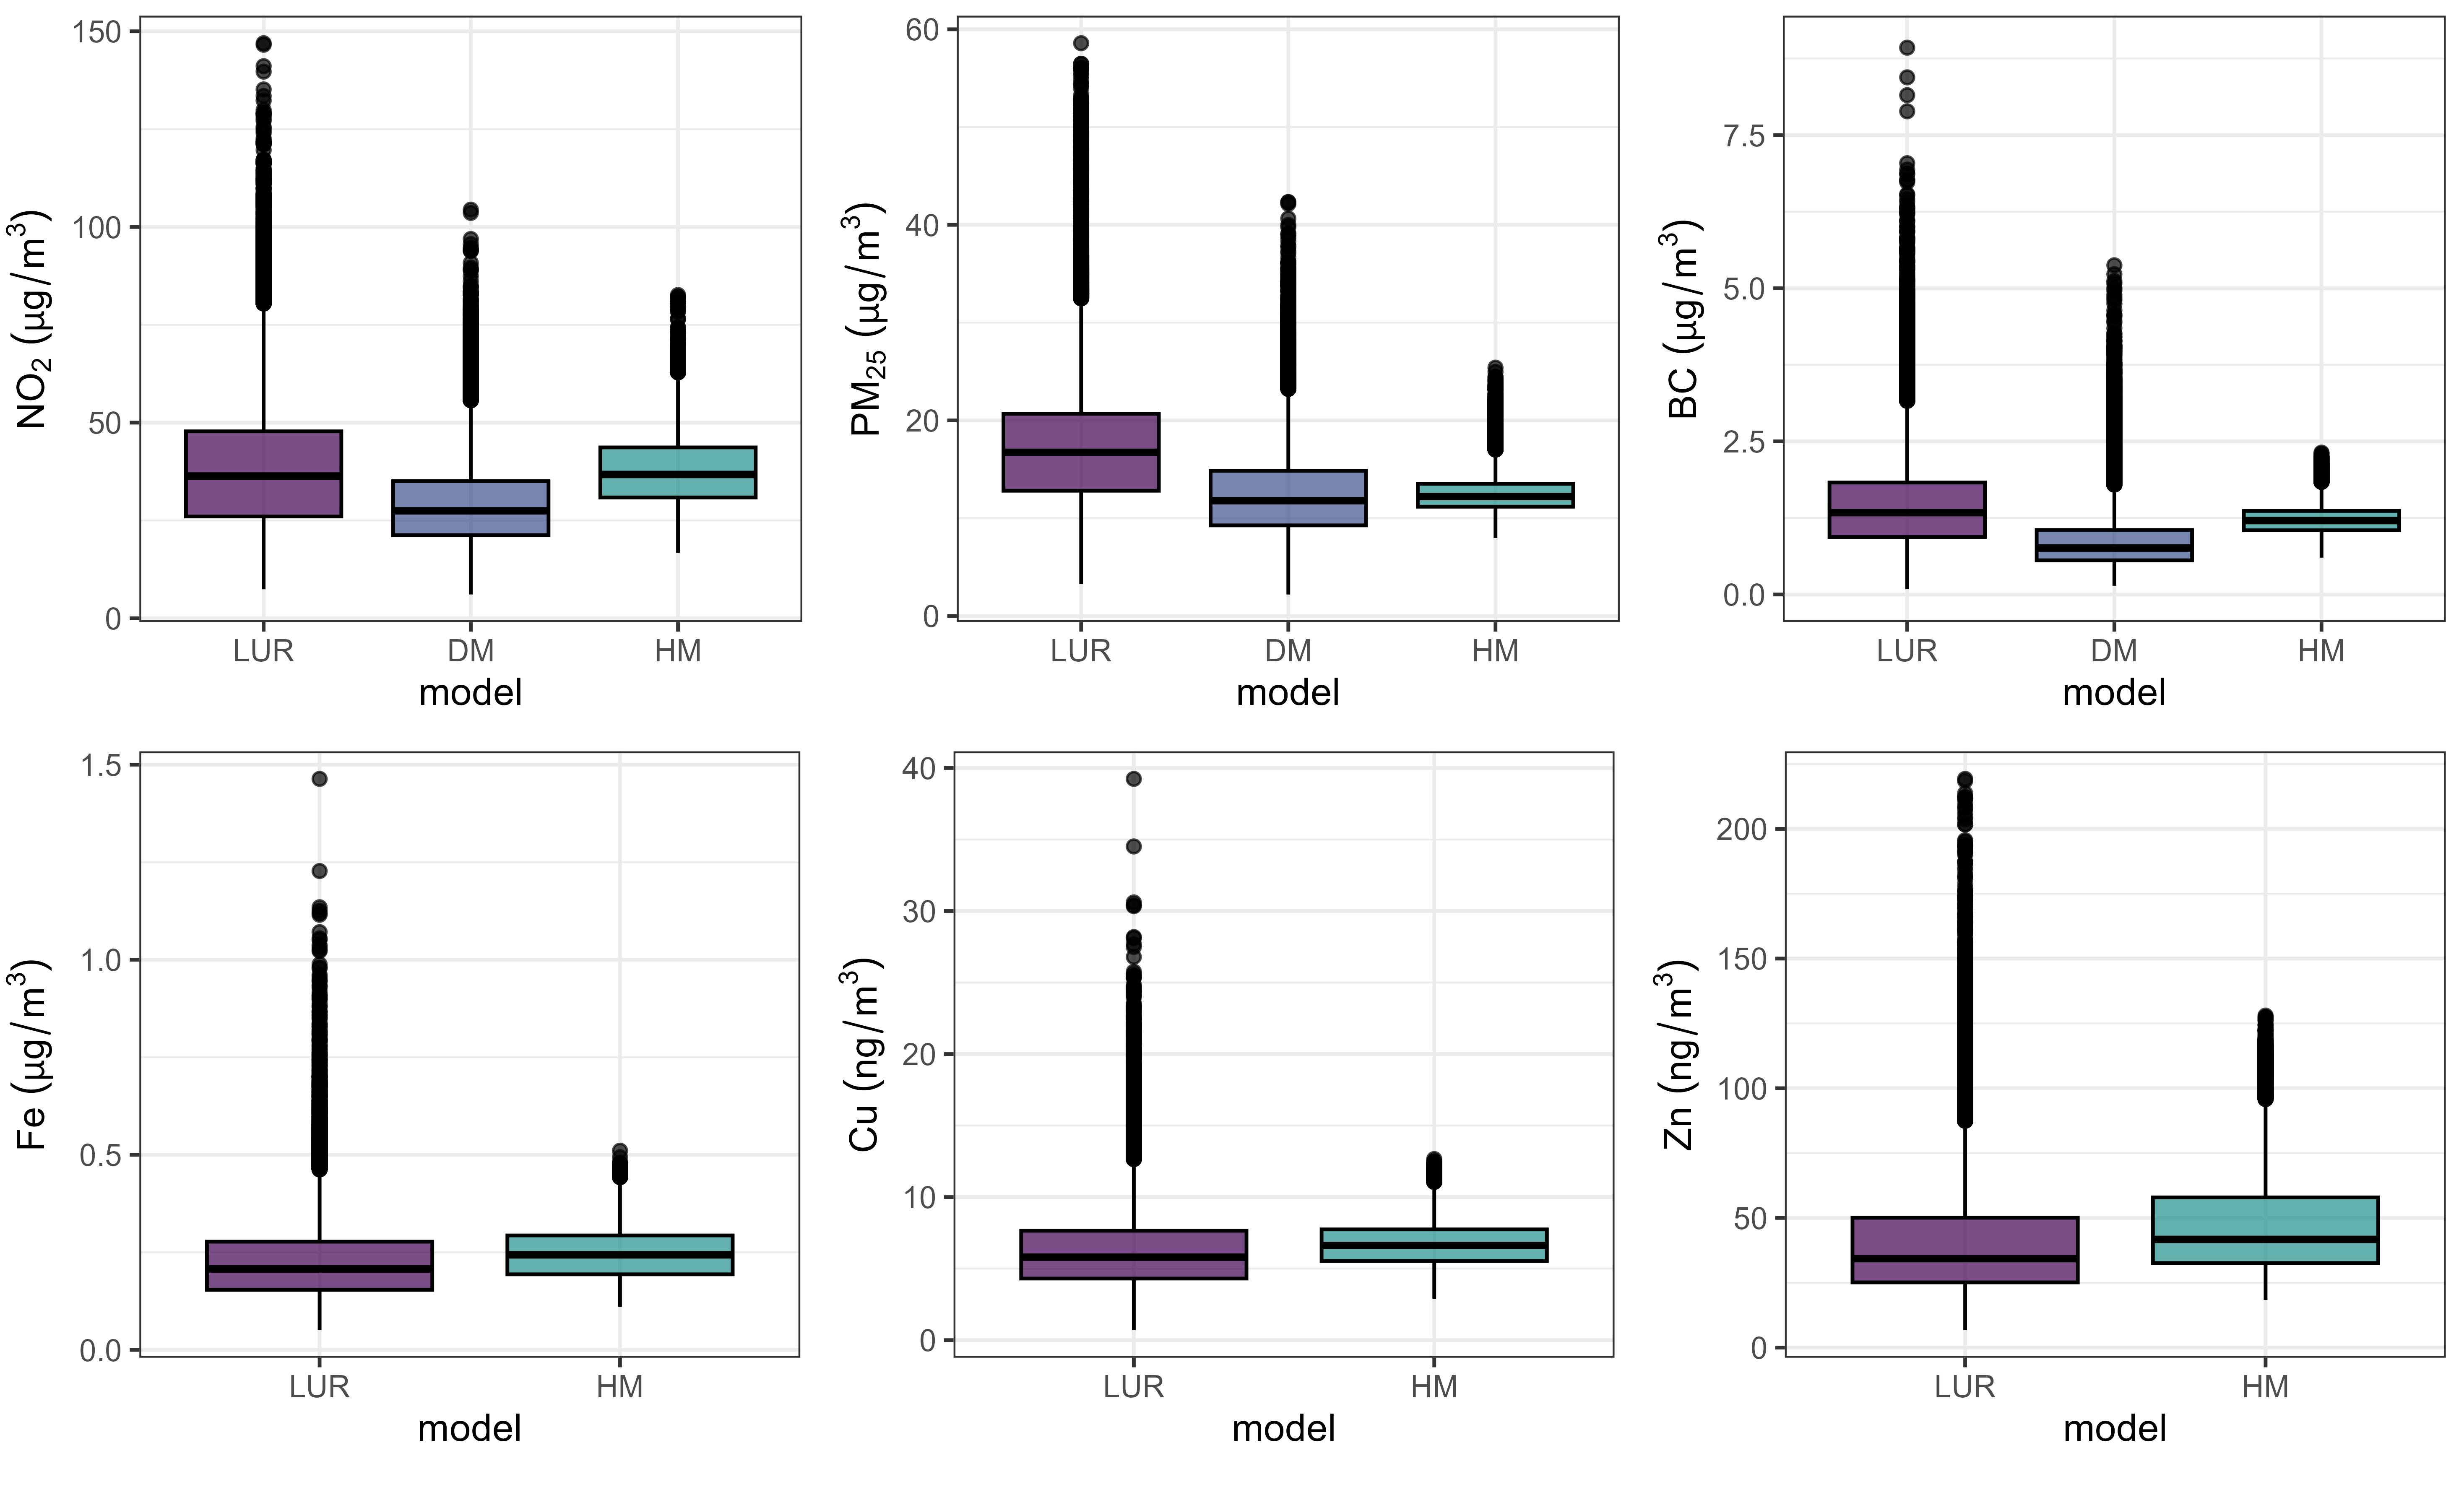 NO₂ (µg/m³)
150
100
50
0
LUR DM HM
model
PM₂₅ (µg/m³)
60
40
20
0
LUR DM HM
model
BC (µg/m³)
7.5
5.0
2.5
0.0
LUR DM HM
model
Fe (µg/m³)
1.5
1.0
0.5
0.0
LUR HM
model
Cu (ng/m³)
40
30
20
10
0
LUR HM
model
Zn (ng/m³)
200
150
100
50
0
LUR HM
model